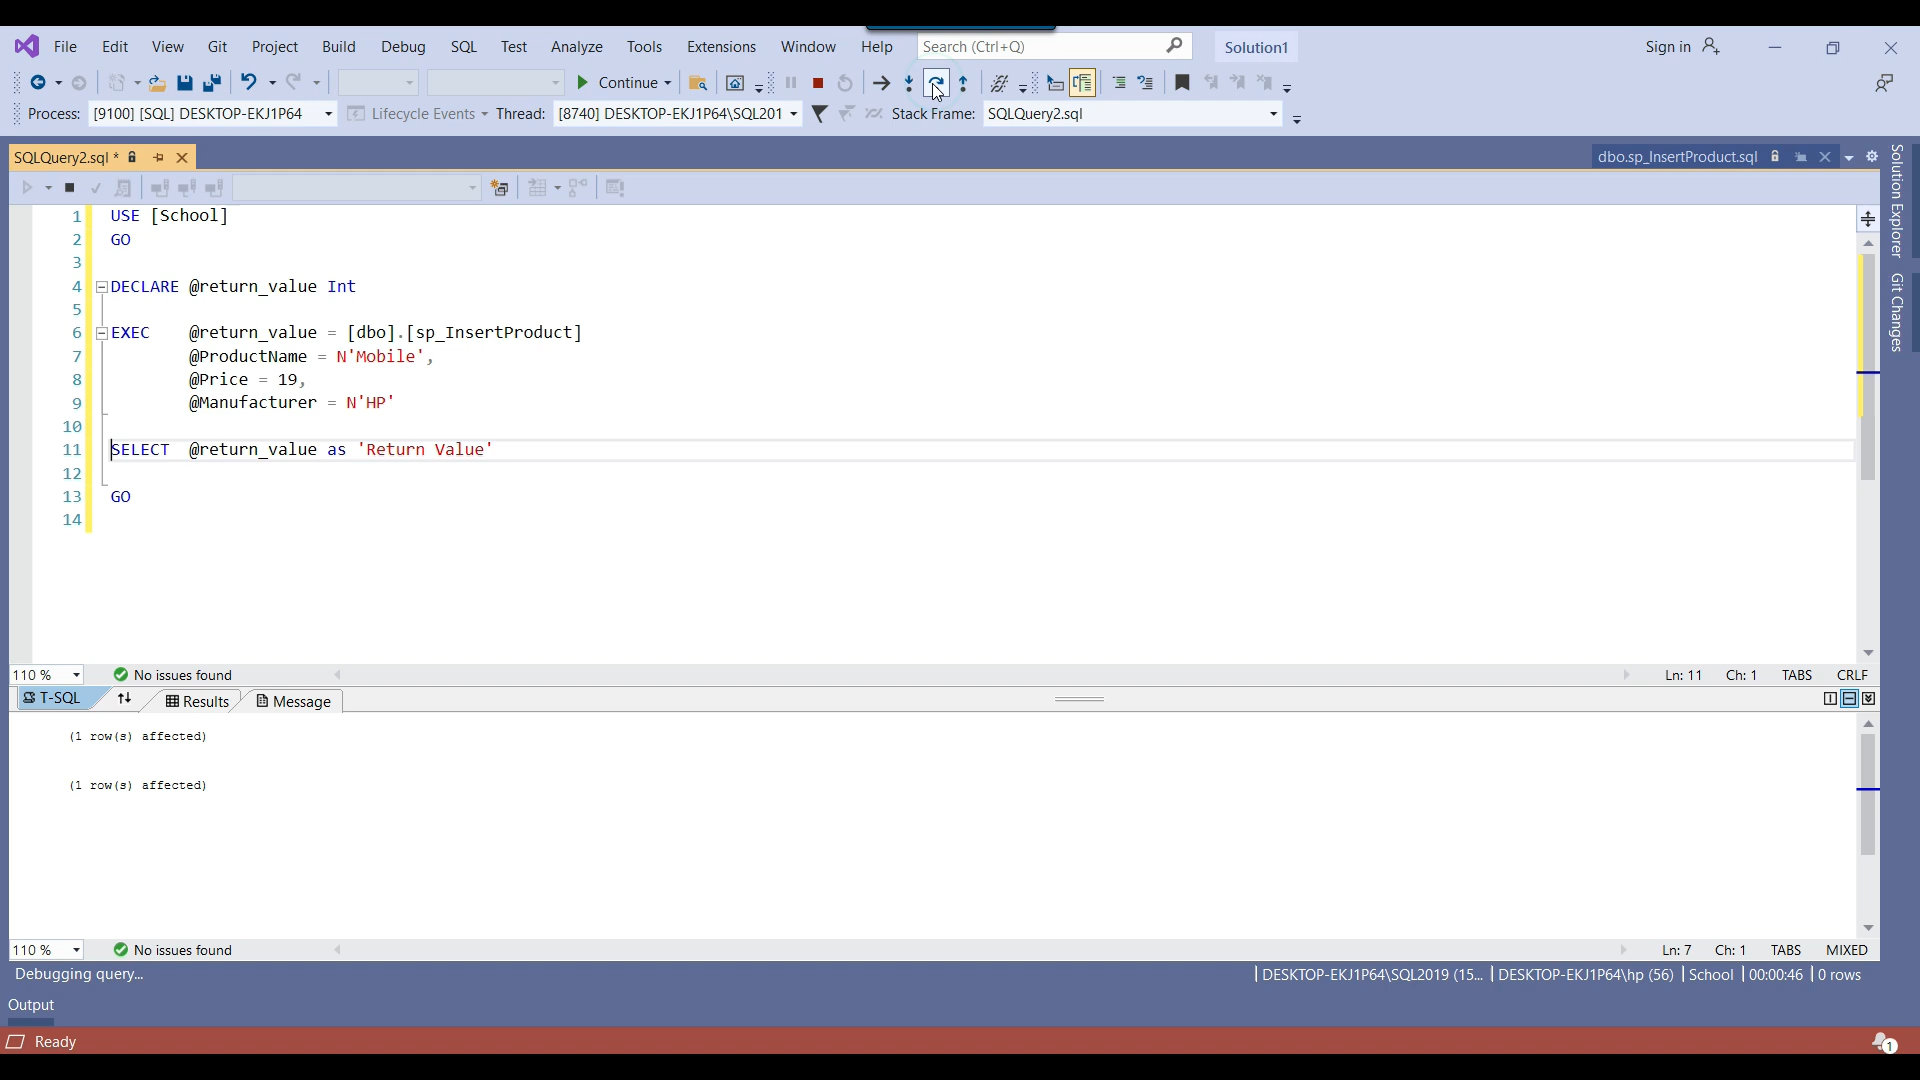 File Edit View Git Project Build Debug SQL Test Analyze Tools Extensions Window Help Search (Ctrl+Q) Solution1 Sign in
Continue
Process: [9100] [SQL] DESKTOP-EKJ1P64 Lifecycle Events Thread: [8740] DESKTOP-EKJ1P64\SQL201 Stack Frame: SQLQuery2.sql
SQLQuery2.sql * dbo.sp_InsertProduct.sql
Solution Explorer
Git Changes
1 USE [School]
2 GO
3
4 DECLARE @return_value Int
5
6 EXEC @return_value = [dbo].[sp_InsertProduct]
7 @ProductName = N'Mobile',
8 @Price = 19,
9 @Manufacturer = N'HP'
10
11 SELECT @return_value as 'Return Value'
12
13 GO
14
110 % No issues found Ln: 11 Ch: 1 TABS CRLF
T-SQL Results Message
(1 row(s) affected)
(1 row(s) affected)
110 % No issues found Ln: 7 Ch: 1 TABS MIXED
Debugging query... DESKTOP-EKJ1P64\SQL2019 (15... DESKTOP-EKJ1P64\hp (56) School 00:00:46 0 rows
Output
Ready 1